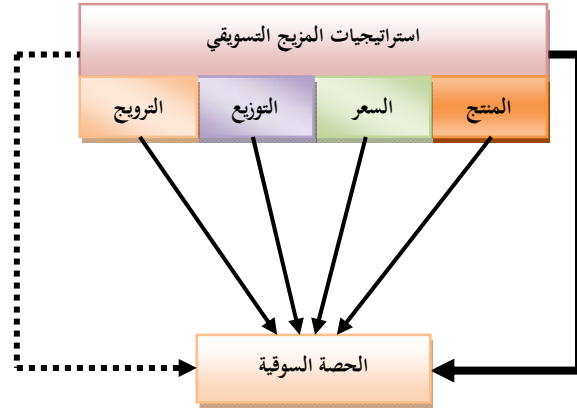 استراتيجيات المزيج التسويقي
المنتج
السعر
التوزيع
الترويج
الحصة السوقية